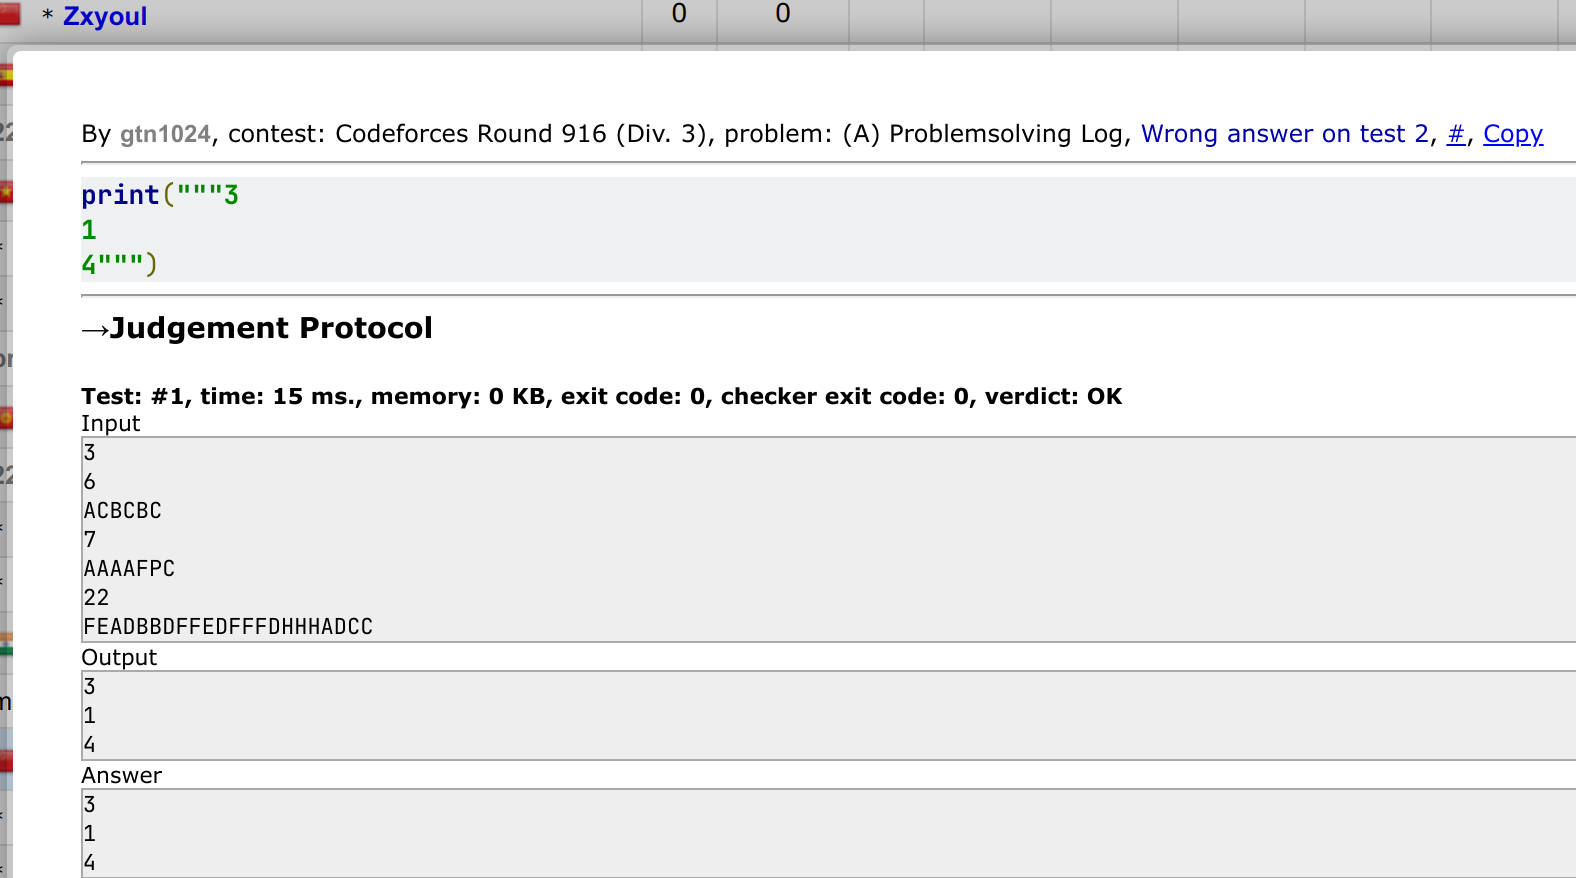 * Zxyoul 0 0
By gtn1024, contest: Codeforces Round 916 (Div. 3), problem: (A) Problemsolving Log, Wrong answer on test 2, #, Copy
print("""3
1
4""")
→Judgement Protocol
Test: #1, time: 15 ms., memory: 0 KB, exit code: 0, checker exit code: 0, verdict: OK
Input
3
6
ACBCBC
7
AAAAFPC
22
FEADBBDFFEDFFFDHHHADCC
Output
3
1
4
Answer
3
1
4